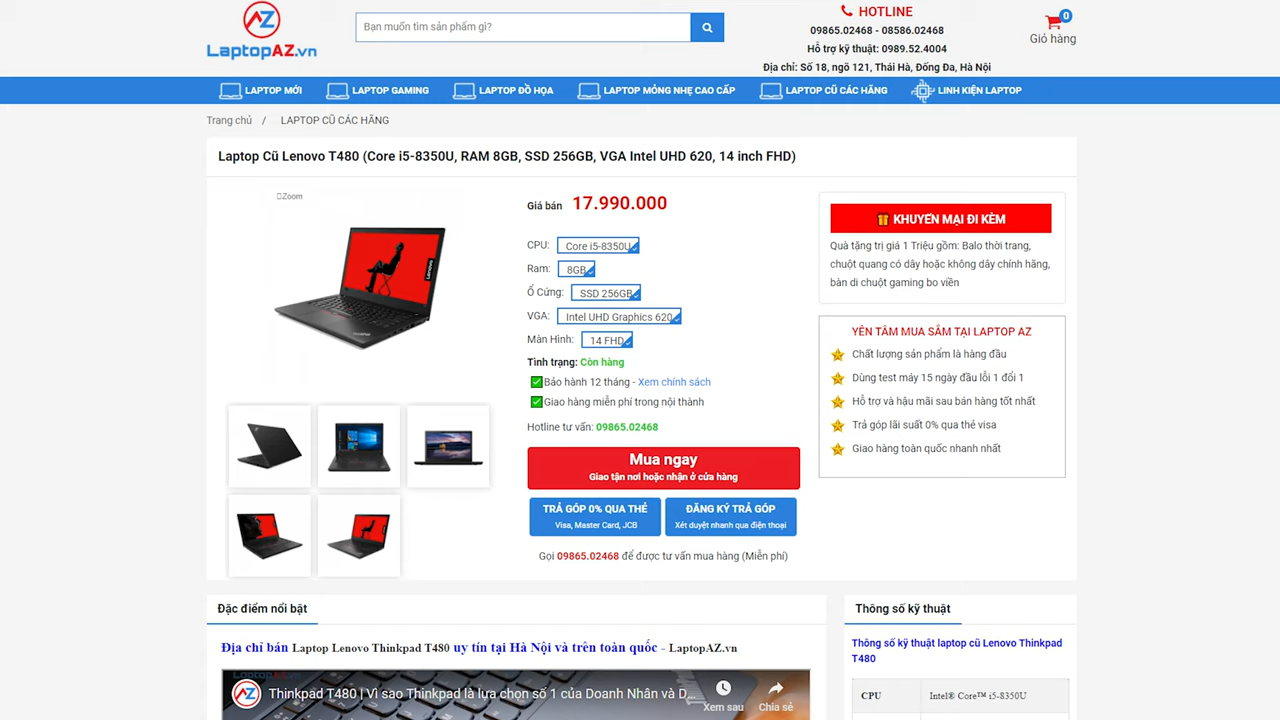 LaptopAZ.vn
Bạn muốn tìm sản phẩm gì?
HOTLINE
09865.02468 - 08586.02468
Hỗ trợ kỹ thuật: 0989.52.4004
Địa chỉ: Số 18, ngõ 121, Thái Hà, Đống Đa, Hà Nội
0
Giỏ hàng
LAPTOP MỚI
LAPTOP GAMING
LAPTOP ĐỒ HỌA
LAPTOP MỎNG NHẸ CAO CẤP
LAPTOP CŨ CÁC HÃNG
LINH KIỆN LAPTOP
Trang chủ / LAPTOP CŨ CÁC HÃNG
Laptop Cũ Lenovo T480 (Core i5-8350U, RAM 8GB, SSD 256GB, VGA Intel UHD 620, 14 inch FHD)
Zoom
Lenovo
Giá bán 17.990.000
CPU: Core i5-8350U
Ram: 8GB
Ổ Cứng: SSD 256GB
VGA: Intel UHD Graphics 620
Màn Hình: 14 FHD
Tình trạng: Còn hàng
Bảo hành 12 tháng - Xem chính sách
Giao hàng miễn phí trong nội thành
Hotline tư vấn: 09865.02468
Mua ngay
Giao tận nơi hoặc nhận ở cửa hàng
TRẢ GÓP 0% QUA THẺ
Visa, Master Card, JCB
ĐĂNG KÝ TRẢ GÓP
Xét duyệt nhanh qua điện thoại
Gọi 09865.02468 để được tư vấn mua hàng (Miễn phí)
KHUYẾN MẠI ĐI KÈM
Quà tặng trị giá 1 Triệu gồm: Balo thời trang,
chuột quang có dây hoặc không dây chính hãng,
bàn di chuột gaming bo viền
YÊN TÂM MUA SẮM TẠI LAPTOP AZ
Chất lượng sản phẩm là hàng đầu
Dùng test máy 15 ngày đầu lỗi 1 đổi 1
Hỗ trợ và hậu mãi sau bán hàng tốt nhất
Trả góp lãi suất 0% qua thẻ visa
Giao hàng toàn quốc nhanh nhất
Đặc điểm nổi bật
Địa chỉ bán Laptop Lenovo Thinkpad T480 uy tín tại Hà Nội và trên toàn quốc - LaptopAZ.vn
LaptopAZ.vn
Thinkpad T480 | Vì sao Thinkpad là lựa chọn số 1 của Doanh Nhân và D...
Xem sau
Chia sẻ
Thông số kỹ thuật
Thông số kỹ thuật laptop cũ Lenovo Thinkpad
T480
CPU Intel® Core™ i5-8350U